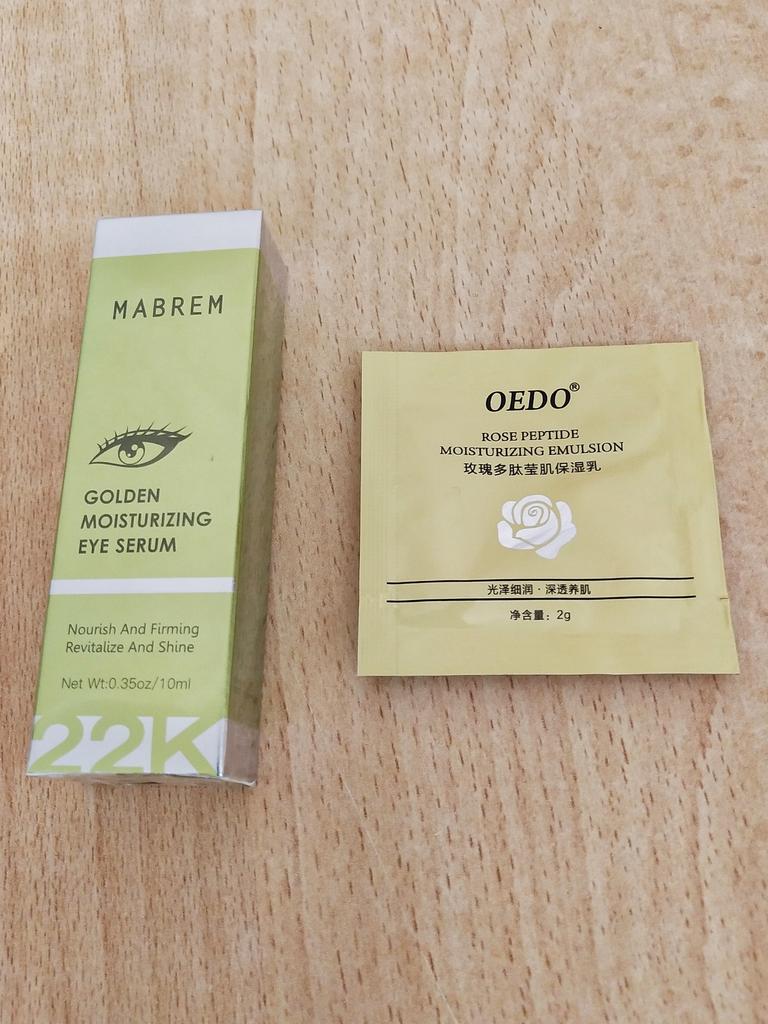 MABREM
GOLDEN
MOISTURIZING
EYE SERUM
Nourish And Firming
Revitalize And Shine
Net Wt:0.35oz/10ml
22K
OEDO®
ROSE PEPTIDE
MOISTURIZING EMULSION
玫瑰多肽莹肌保湿乳
光泽细润·深透养肌
净含量：2g